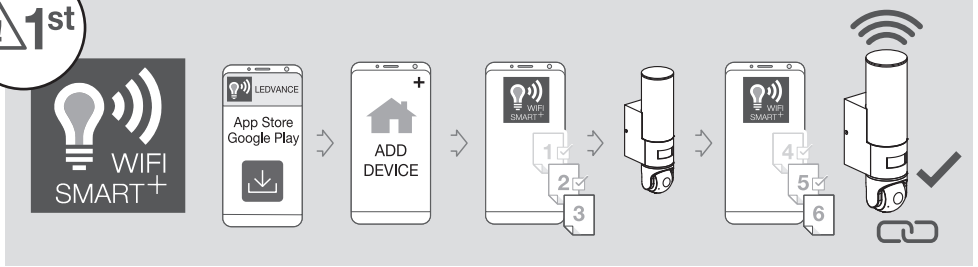 1st
WIFI
SMART+
LEDVANCE
App Store
Google Play
+
ADD
DEVICE
WIFI
SMART+
1
2
3
WIFI
SMART+
4
5
6